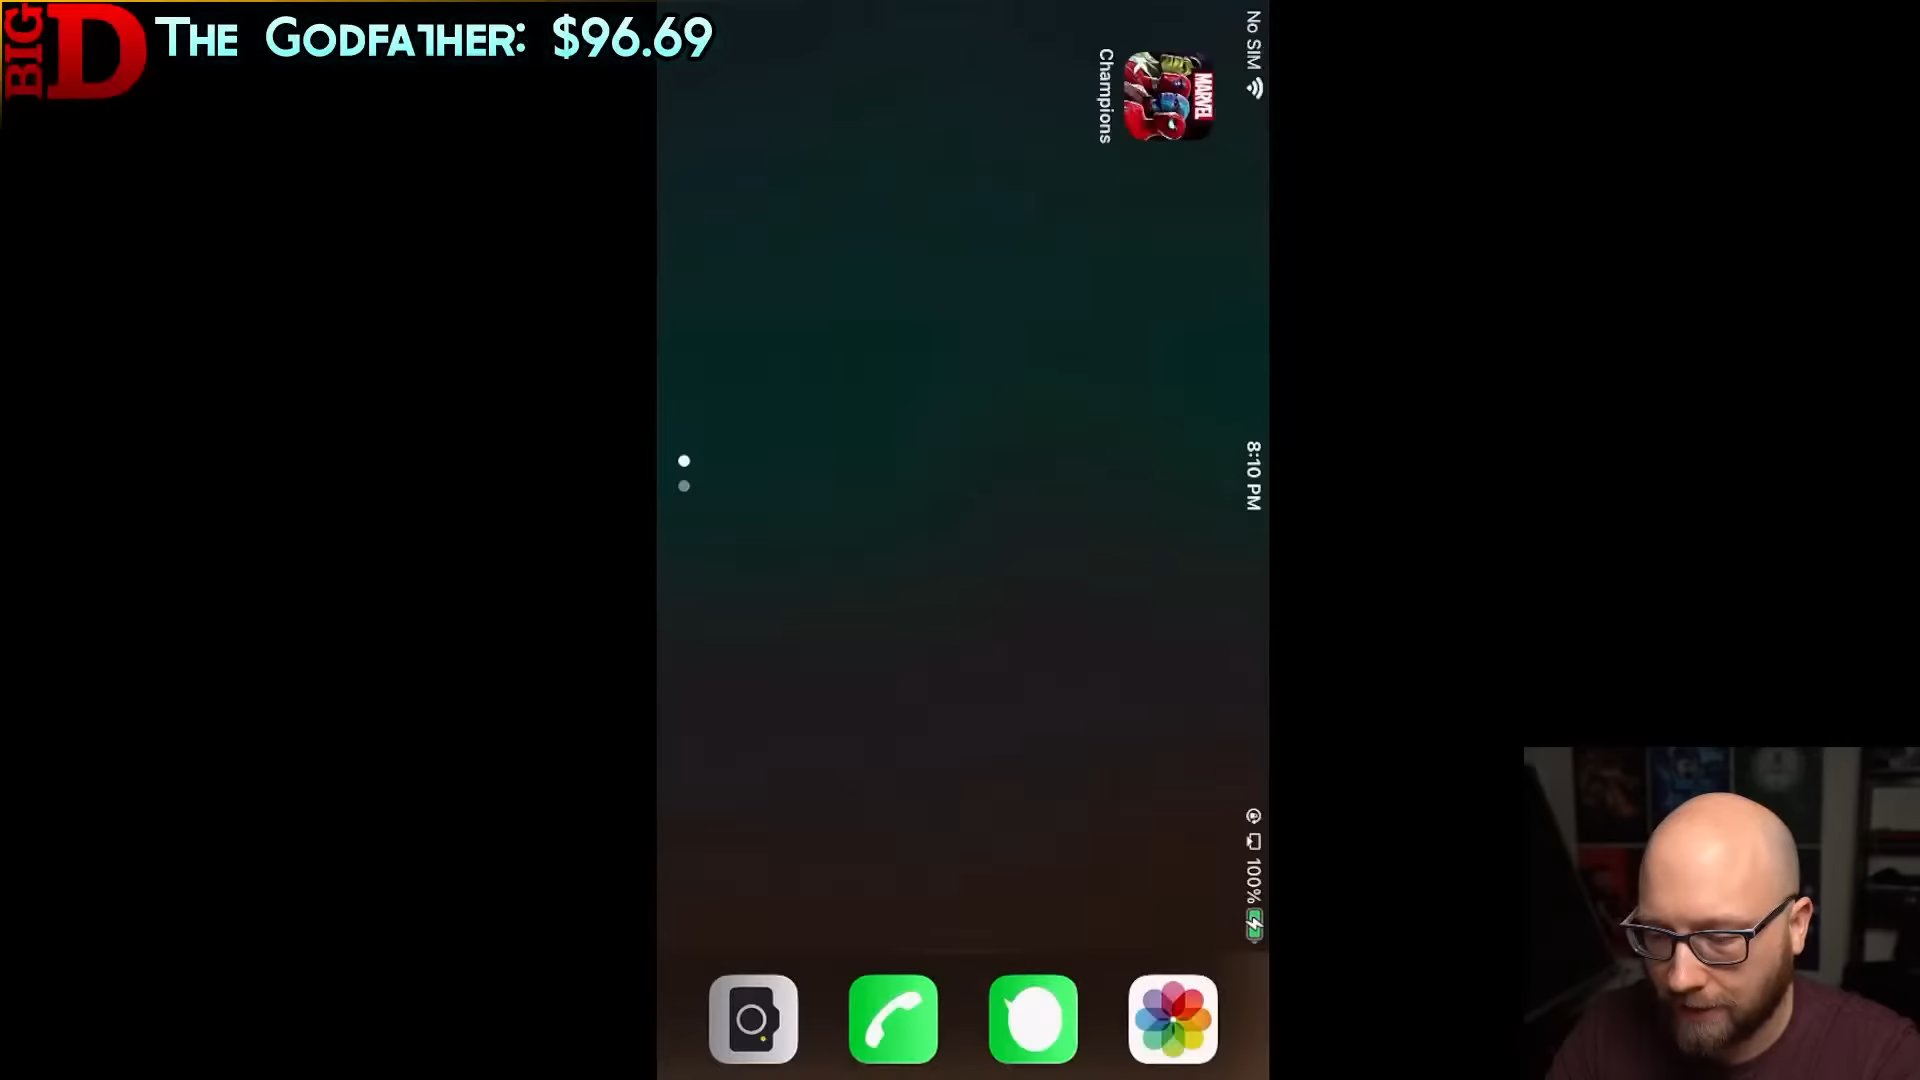 BIG D
The Godfather: $96.69
No SIM
MARVEL
Champions
8:10 PM
100%